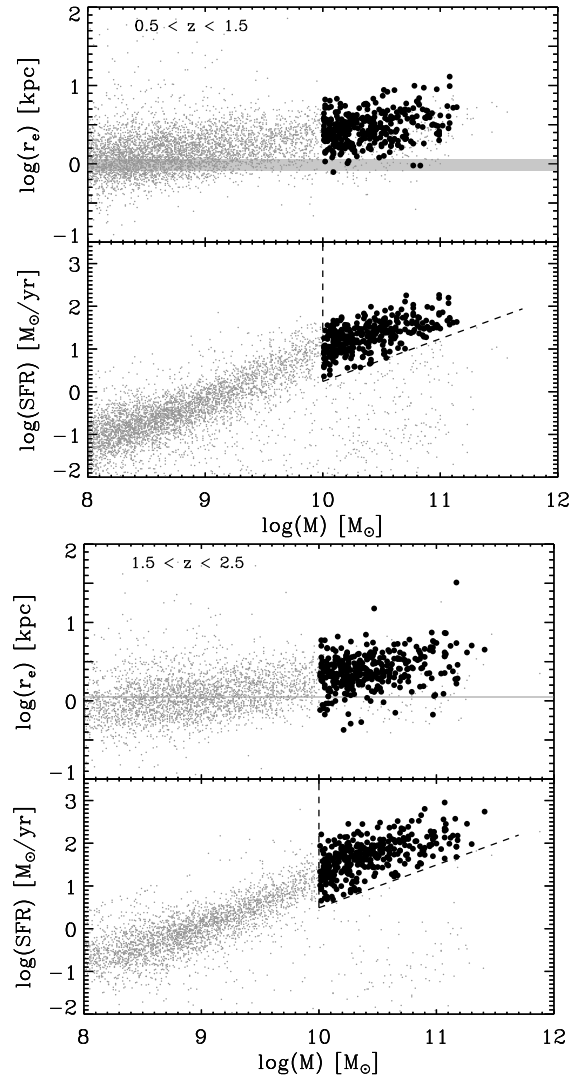 2
0.5 < z < 1.5
1
0
-1
log(r_e) [kpc]
3
2
1
0
-1
-2
log(SFR) [M_⊙/yr]
8 9 10 11 12
log(M) [M_⊙]
2
1.5 < z < 2.5
1
0
-1
log(r_e) [kpc]
3
2
1
0
-1
-2
log(SFR) [M_⊙/yr]
8 9 10 11 12
log(M) [M_⊙]